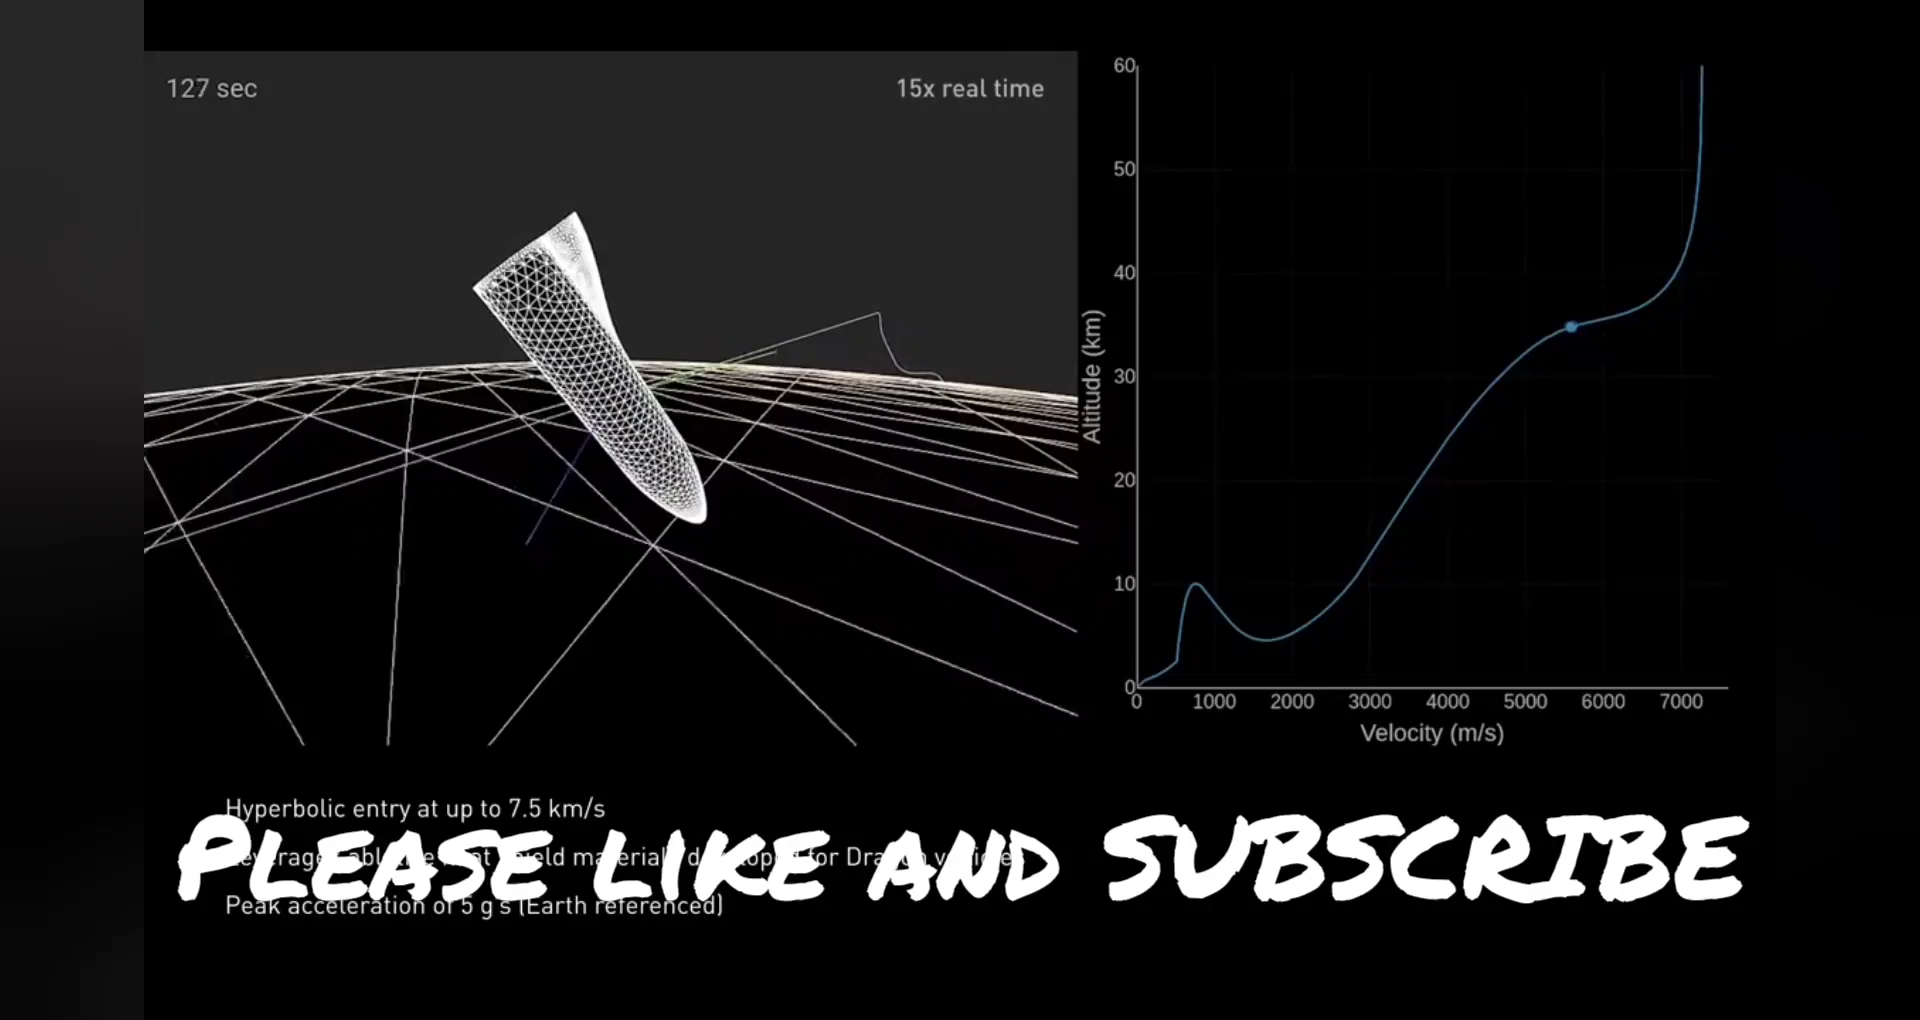 127 sec
15x real time
60
50
40
30
20
10
0
Altitude (km)
0 1000 2000 3000 4000 5000 6000 7000
Velocity (m/s)
Hyperbolic entry at up to 7.5 km/s
PLEASE LIKE AND SUBSCRIBE
for
Peak acceleration of 5 g's (Earth referenced)